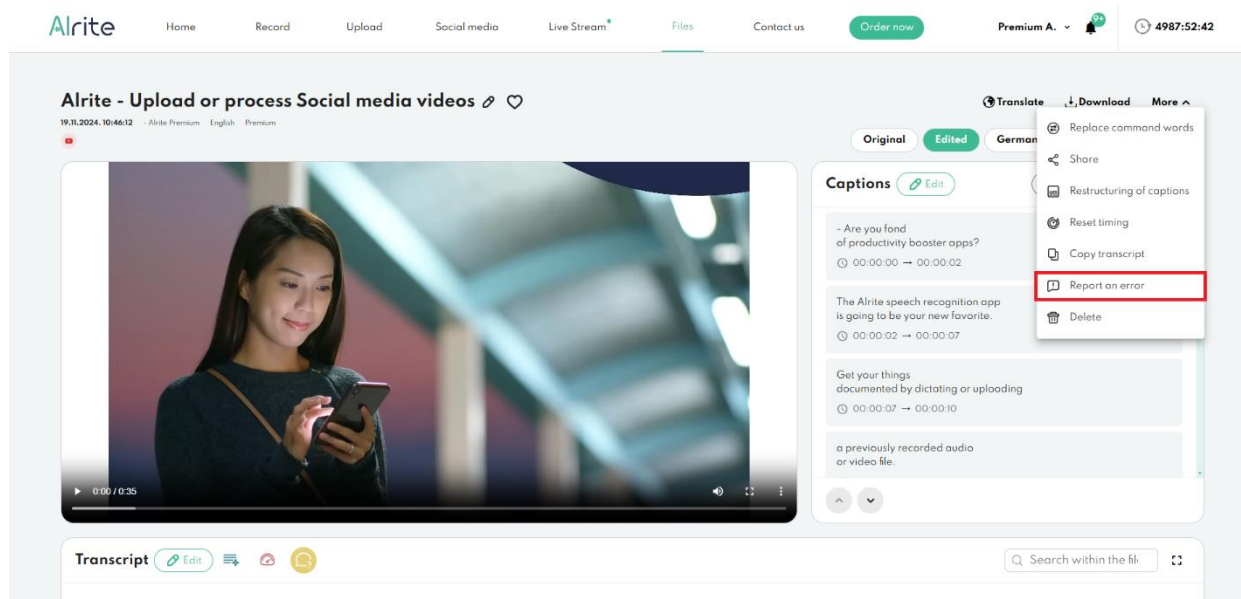 Alrite Home Record Upload Social media Live Stream Files Contact us Order now Premium A. 9+ 4987:52:42
Alrite - Upload or process Social media videos
19.11.2024. 10:46:12 - Alrite Premium English Premium
Translate Download More
Original Edited German
Replace command words
Share
Restructuring of captions
Reset timing
Copy transcript
Report an error
Delete
Captions Edit
- Are you fond
of productivity booster apps?
00:00:00 → 00:00:02
The Alrite speech recognition app
is going to be your new favorite.
00:00:02 → 00:00:07
Get your things
documented by dictating or uploading
00:00:07 → 00:00:10
a previously recorded audio
or video file.
0:00 / 0:35
Transcript Edit Search within the